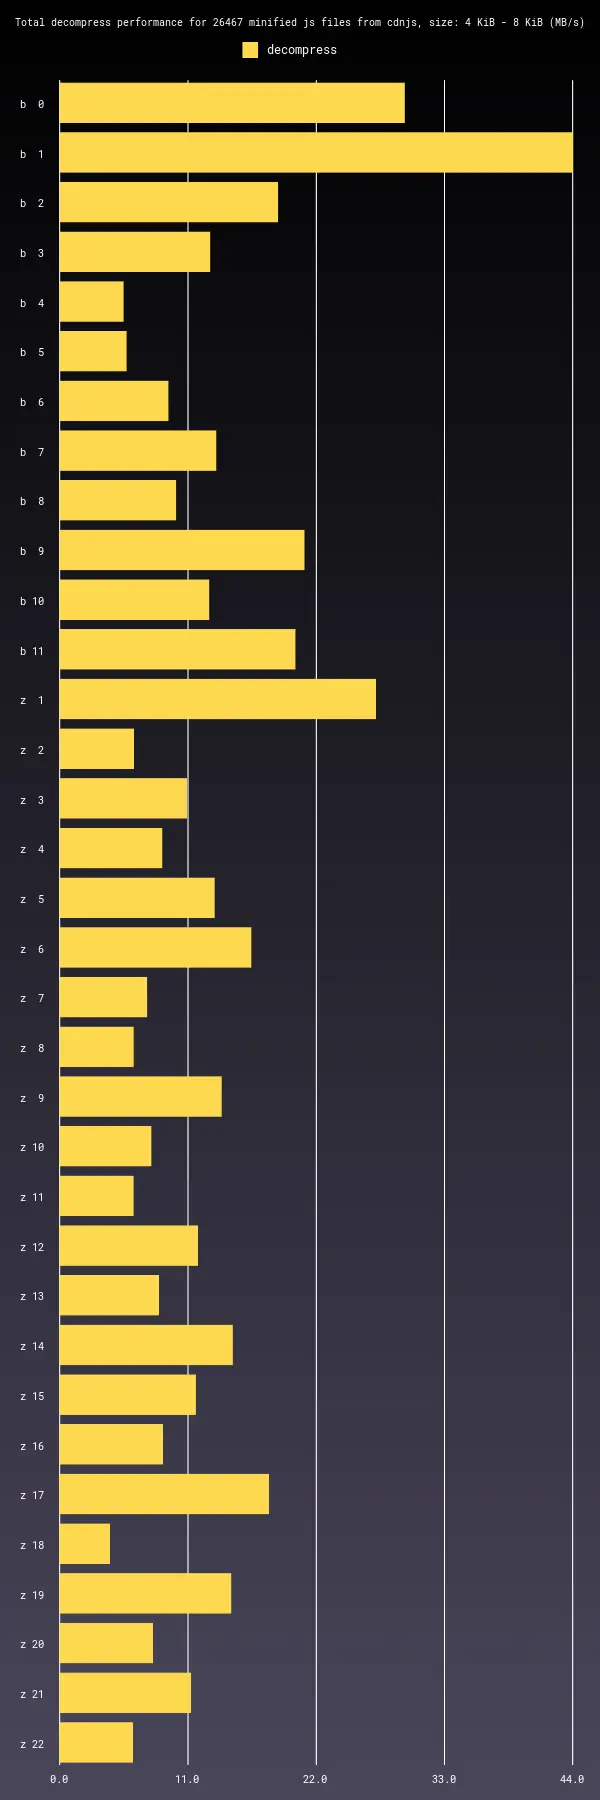 Total decompress performance for 26467 minified js files from cdnjs, size: 4 KiB - 8 KiB (MB/s)
decompress
b 0
b 1
b 2
b 3
b 4
b 5
b 6
b 7
b 8
b 9
b 10
b 11
z 1
z 2
z 3
z 4
z 5
z 6
z 7
z 8
z 9
z 10
z 11
z 12
z 13
z 14
z 15
z 16
z 17
z 18
z 19
z 20
z 21
z 22
0.0 11.0 22.0 33.0 44.0